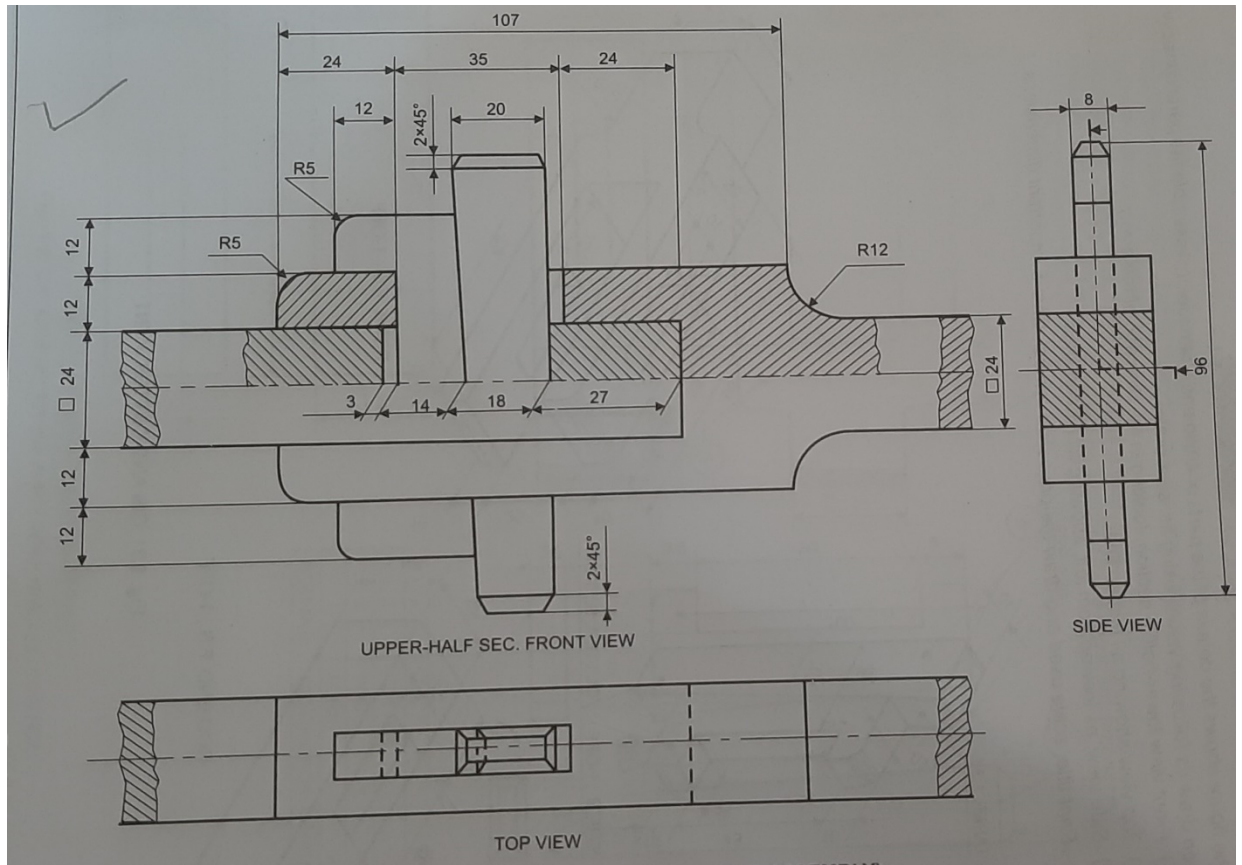 107
24 35 24
12 2×45° 20 8
R5
R5 R12
12
12
□ 24 □ 24 96
3 14 18 27
12
12 2×45°
UPPER-HALF SEC. FRONT VIEW SIDE VIEW
TOP VIEW